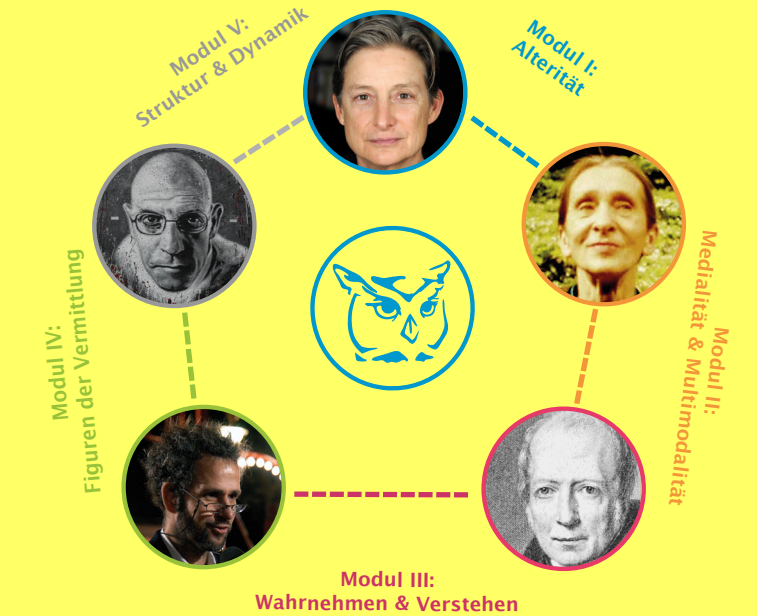 Modul I:
Alterität
Modul II:
Medialität & Multimodalität
Modul III:
Wahrnehmen & Verstehen
Modul IV:
Figuren der Vermittlung
Modul V:
Struktur & Dynamik